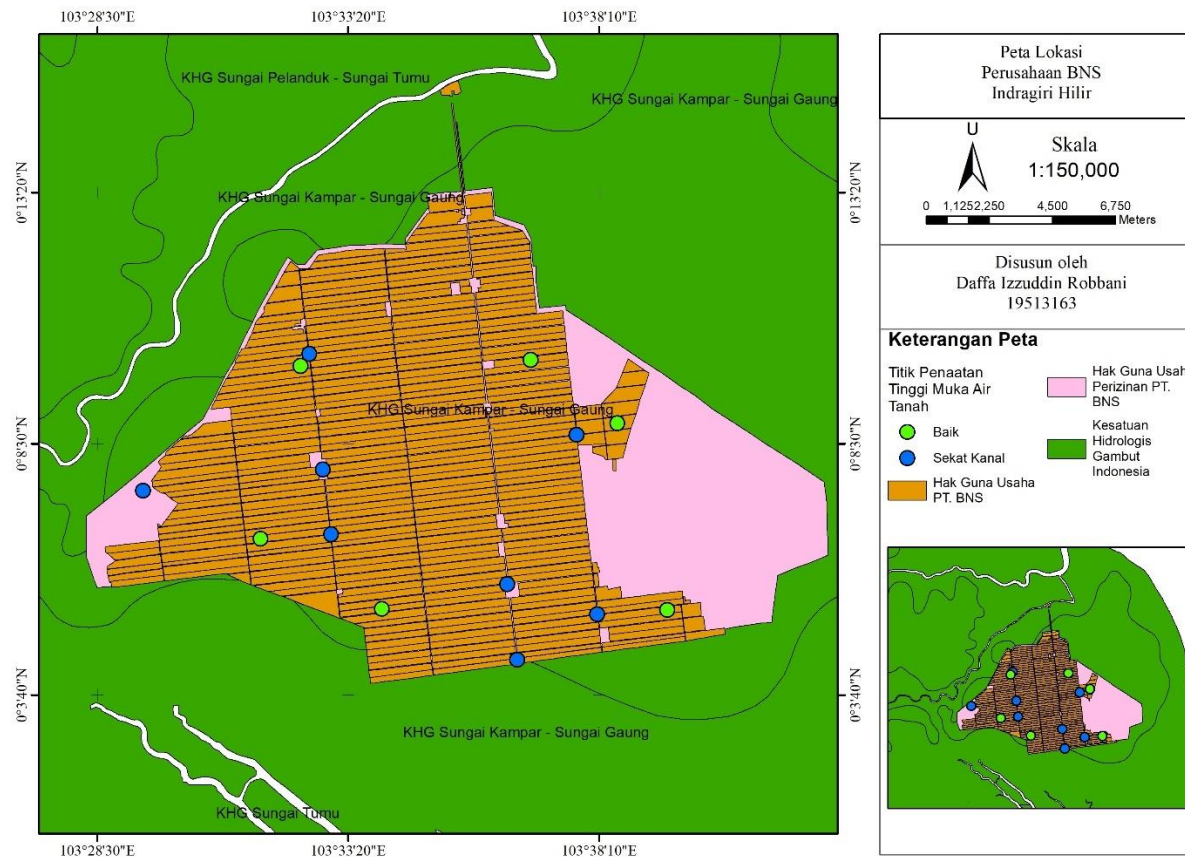 103°28'30"E
103°33'20"E
103°38'10"E
KHG Sungai Pelanduk - Sungai Tumu
KHG Sungai Kampar - Sungai Gaung
0°13'20"N
0°13'20"N
KHG Sungai Kampar - Sungai Gaung
KHG Sungai Kampar - Sungai Gaung
0°8'30"N
0°8'30"N
0°3'40"N
0°3'40"N
KHG Sungai Kampar - Sungai Gaung
KHG Sungai Tumu
103°28'30"E
103°33'20"E
103°38'10"E
Peta Lokasi
Perusahaan BNS
Indragiri Hilir
U
Skala
1:150,000
0 1,1252,250 4,500 6,750
Meters
Disusun oleh
Daffa Izzuddin Robbani
19513163
Keterangan Peta
Titik Penaatan
Tinggi Muka Air
Tanah
Baik
Sekat Kanal
Hak Guna Usaha
PT. BNS
Hak Guna Usaha
Perizinan PT.
BNS
Kesatuan
Hidrologis
Gambut
Indonesia